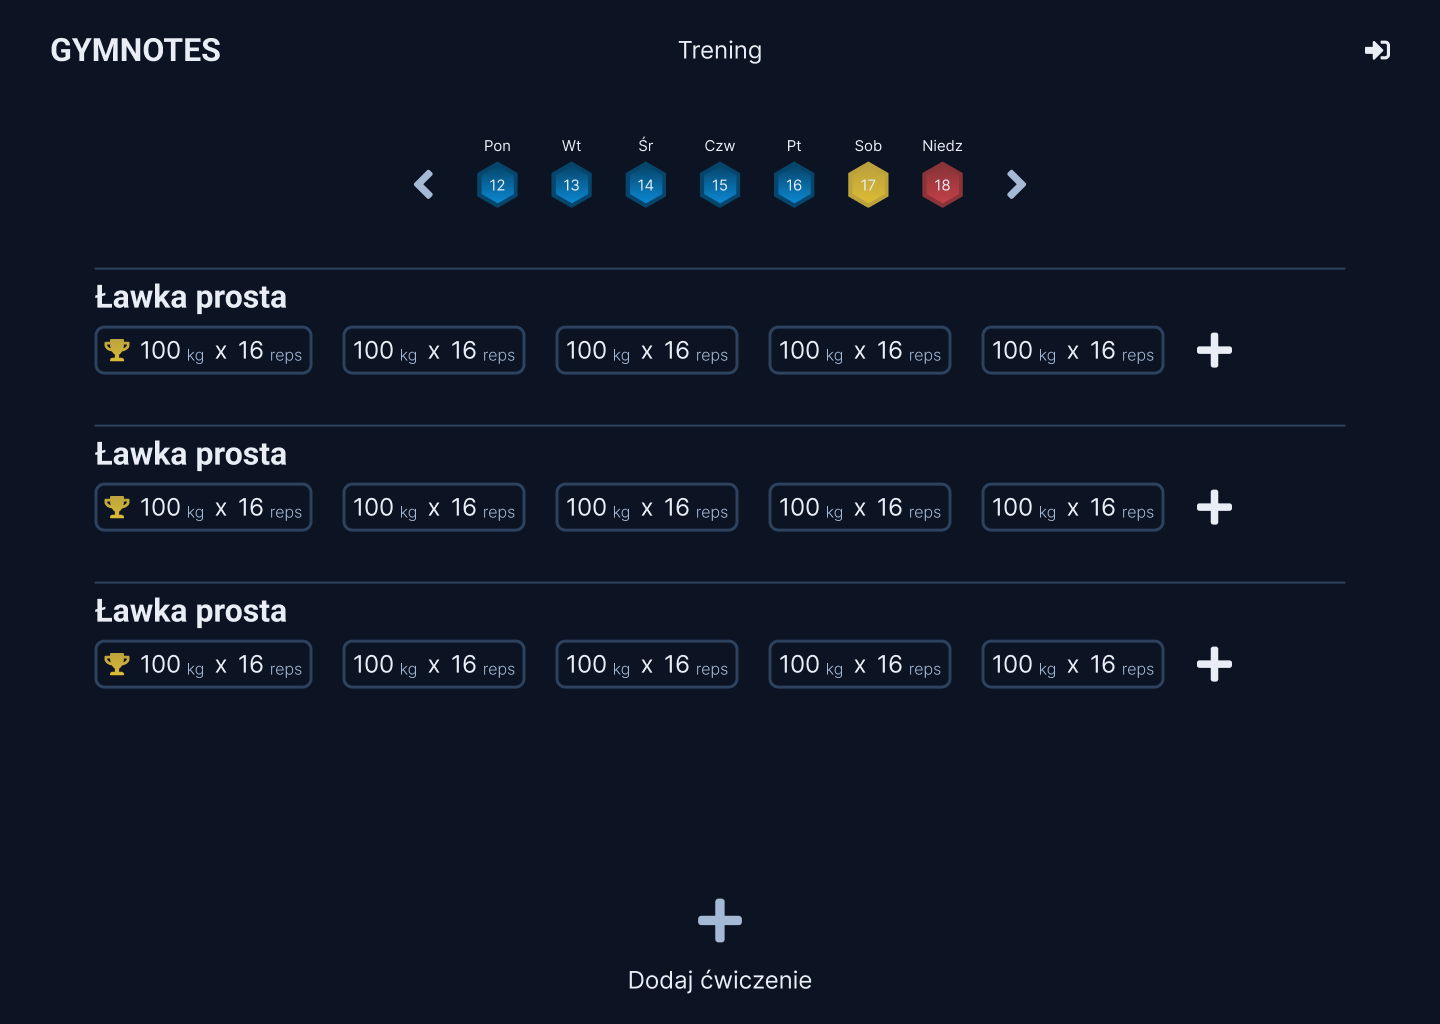 GYMNOTES
Trening
Pon Wt Śr Czw Pt Sob Niedz
12 13 14 15 16 17 18
Ławka prosta
100 kg x 16 reps 100 kg x 16 reps 100 kg x 16 reps 100 kg x 16 reps 100 kg x 16 reps
Ławka prosta
100 kg x 16 reps 100 kg x 16 reps 100 kg x 16 reps 100 kg x 16 reps 100 kg x 16 reps
Ławka prosta
100 kg x 16 reps 100 kg x 16 reps 100 kg x 16 reps 100 kg x 16 reps 100 kg x 16 reps
Dodaj ćwiczenie